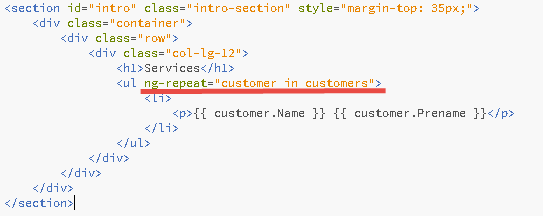 <section id="intro" class="intro-section" style="margin-top: 35px;">
<div class="container">
<div class="row">
<div class="col-lg-12">
<h1>Services</h1>
<ul ng-repeat="customer in customers">
<li>
<p>{{ customer.Name }} {{ customer.Prename }}</p>
</li>
</ul>
</div>
</div>
</div>
</section>